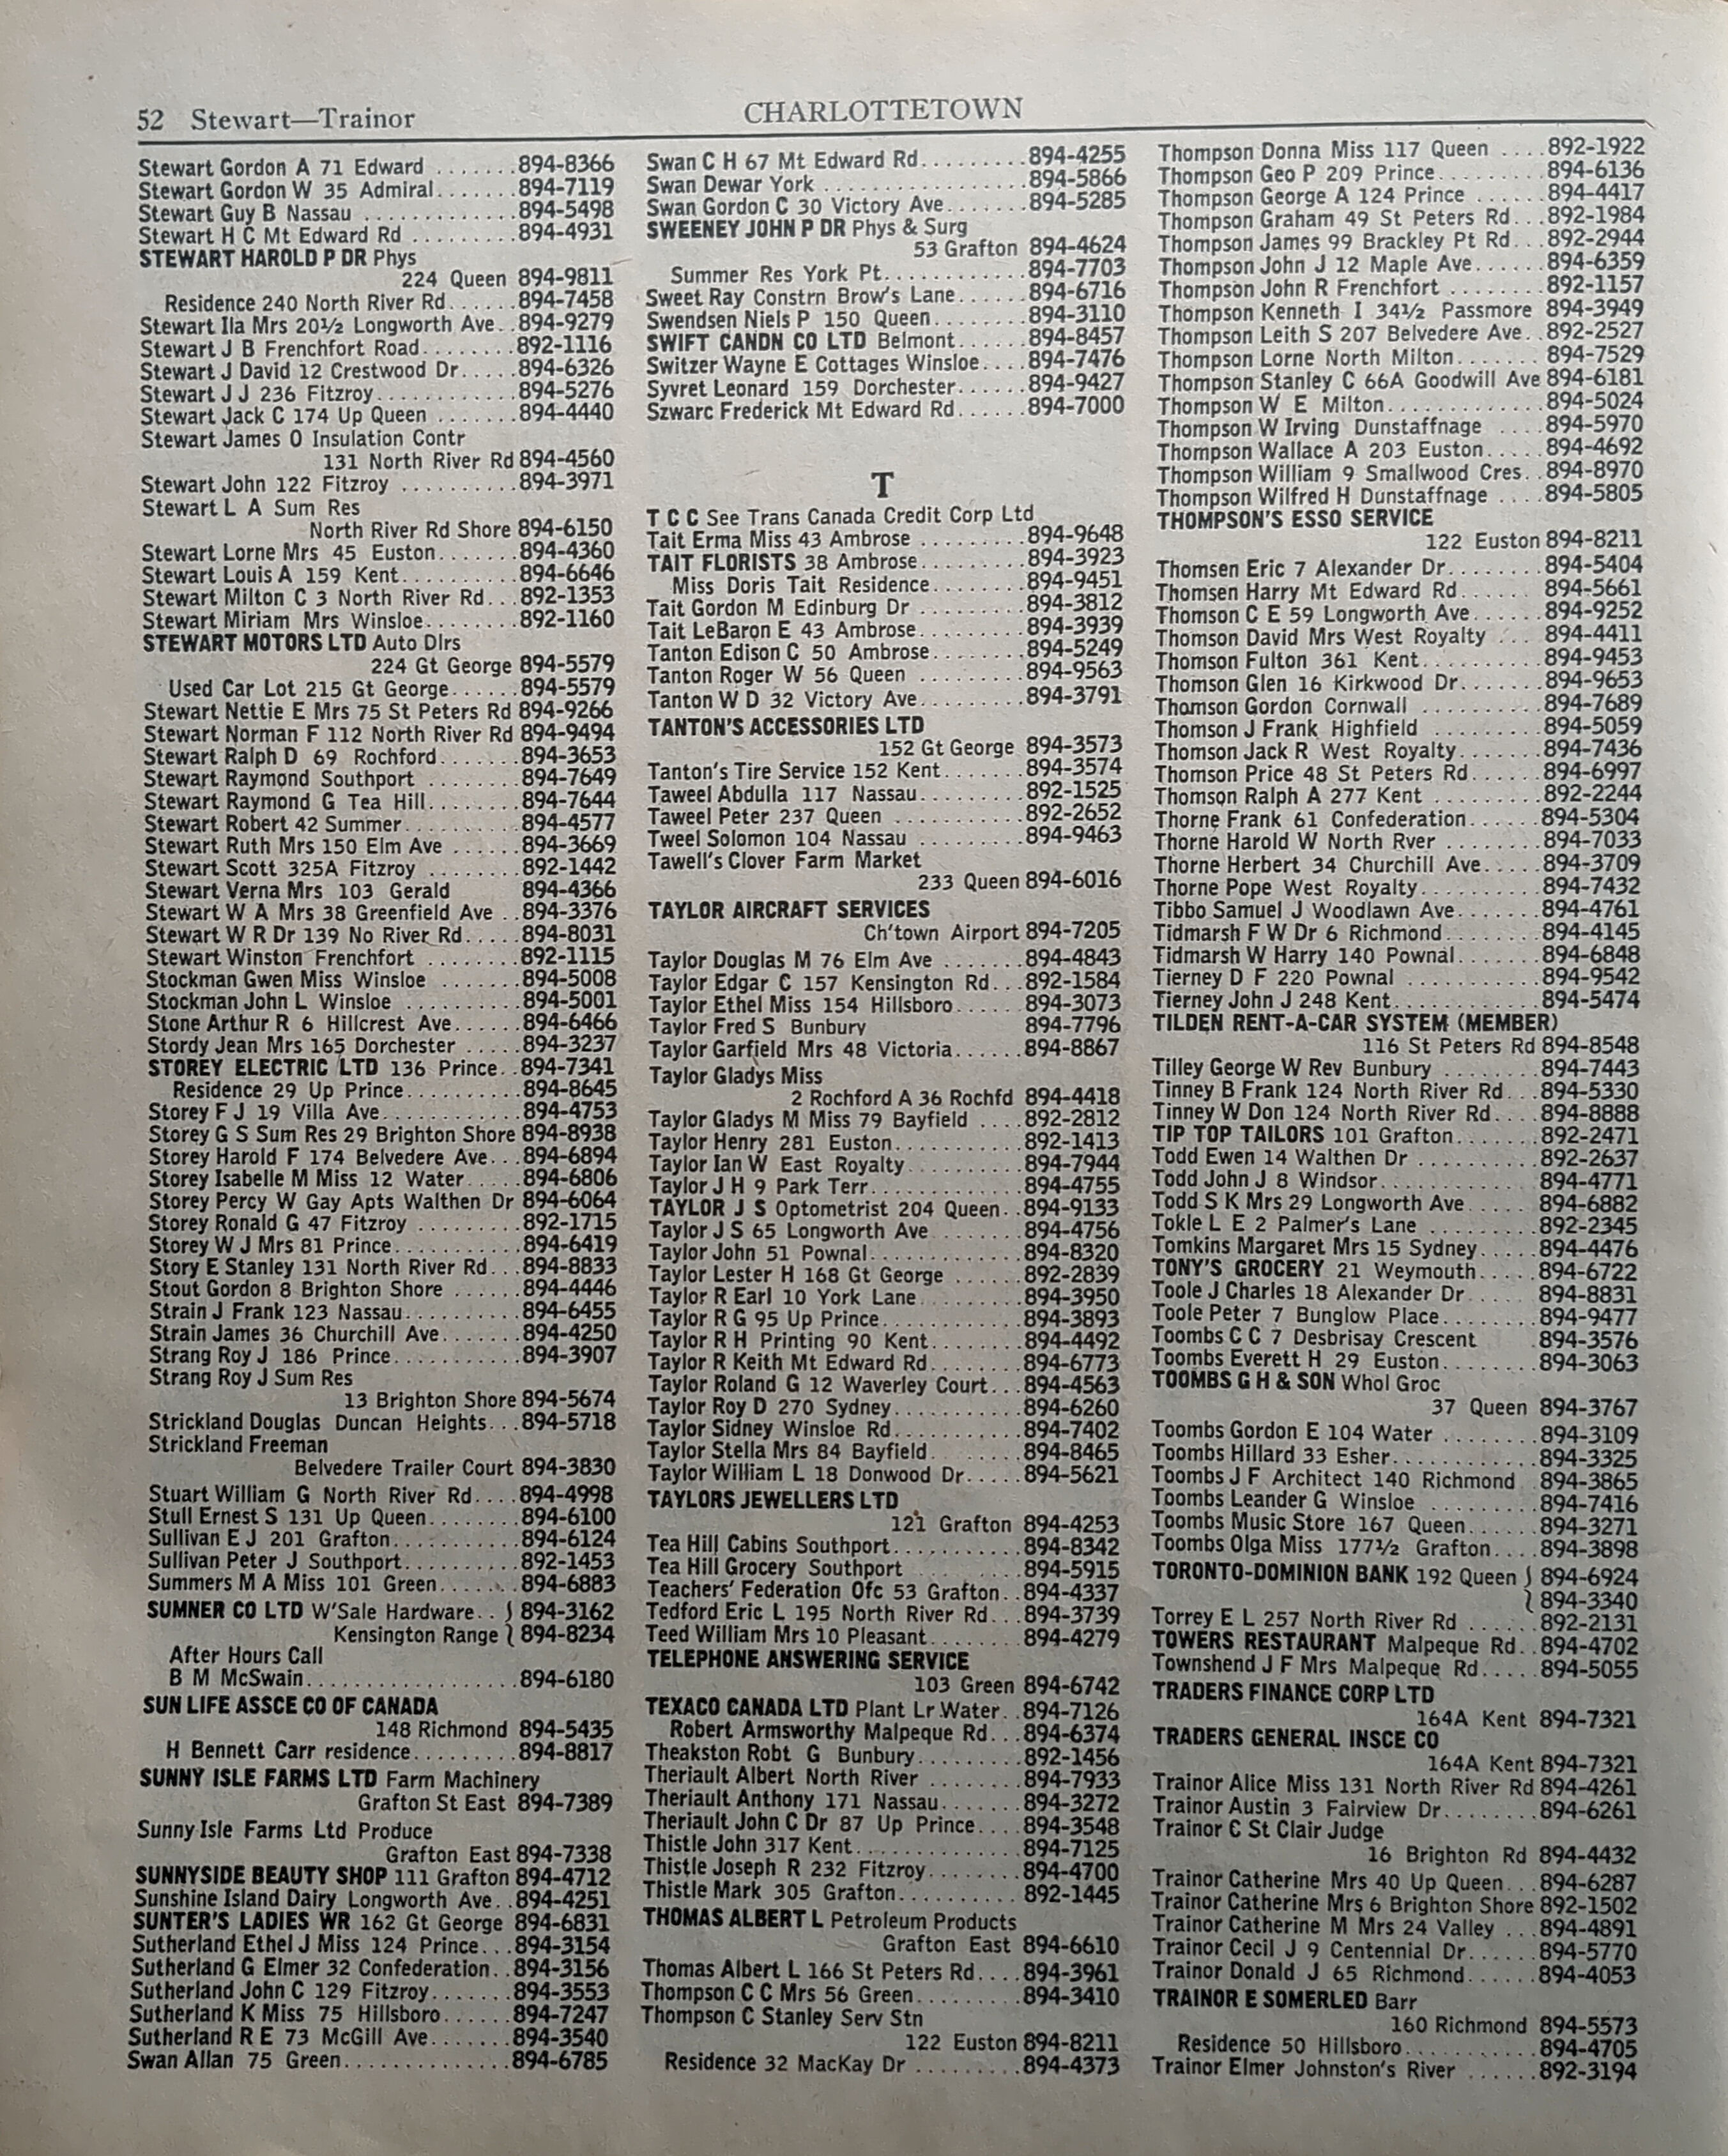 52 Stewart—Trainor
CHARLOTTETOWN
Stewart Gordon A 71 Edward .......894-8366
Stewart Gordon W 35 Admiral.......894-7119
Stewart Guy B Nassau .............894-5498
Stewart H C Mt Edward Rd .........894-4931
STEWART HAROLD P DR Phys
224 Queen 894-9811
Residence 240 North River Rd......894-7458
Stewart Ila Mrs 20½ Longworth Ave..894-9279
Stewart J B Frenchfort Road........892-1116
Stewart J David 12 Crestwood Dr.....894-6326
Stewart J J 236 Fitzroy............894-5276
Stewart Jack C 174 Up Queen .......894-4440
Stewart James O Insulation Contr
131 North River Rd 894-4560
Stewart John 122 Fitzroy ..........894-3971
Stewart L A Sum Res
North River Rd Shore 894-6150
Stewart Lorne Mrs 45 Euston.......894-4360
Stewart Louis A 159 Kent..........894-6646
Stewart Milton C 3 North River Rd...892-1353
Stewart Miriam Mrs Winsloe........892-1160
STEWART MOTORS LTD Auto Dlrs
224 Gt George 894-5579
Used Car Lot 215 Gt George......894-5579
Stewart Nettie E Mrs 75 St Peters Rd 894-9266
Stewart Norman F 112 North River Rd 894-9494
Stewart Ralph D 69 Rochford.......894-3653
Stewart Raymond Southport ........894-7649
Stewart Raymond G Tea Hill........894-7644
Stewart Robert 42 Summer..........894-4577
Stewart Ruth Mrs 150 Elm Ave ......894-3669
Stewart Scott 325A Fitzroy ........892-1442
Stewart Verna Mrs 103 Gerald 894-4366
Stewart W A Mrs 38 Greenfield Ave ..894-3376
Stewart W R Dr 139 No River Rd.....894-8031
Stewart Winston Frenchfort ........892-1115
Stockman Gwen Miss Winsloe .......894-5008
Stockman John L Winsloe ..........894-5001
Stone Arthur R 6 Hillcrest Ave......894-6466
Stordy Jean Mrs 165 Dorchester .....894-3237
STOREY ELECTRIC LTD 136 Prince..894-7341
Residence 29 Up Prince..........894-8645
Storey F J 19 Villa Ave............894-4753
Storey G S Sum Res 29 Brighton Shore 894-8938
Storey Harold F 174 Belvedere Ave...894-6894
Storey Isabelle M Miss 12 Water.....894-6806
Storey Percy W Gay Apts Walthen Dr 894-6064
Storey Ronald G 47 Fitzroy .........892-1715
Storey W J Mrs 81 Prince...........894-6419
Story E Stanley 131 North River Rd...894-8833
Stout Gordon 8 Brighton Shore ......894-4446
Strain J Frank 123 Nassau..........894-6455
Strain James 36 Churchill Ave.......894-4250
Strang Roy J 186 Prince...........894-3907
Strang Roy J Sum Res
13 Brighton Shore 894-5674
Strickland Douglas Duncan Heights...894-5718
Strickland Freeman
Belvedere Trailer Court 894-3830
Stuart William G North River Rd....894-4998
Stull Ernest S 131 Up Queen........894-6100
Sullivan E J 201 Grafton...........894-6124
Sullivan Peter J Southport..........892-1453
Summers M A Miss 101 Green.......894-6883
SUMNER CO LTD W'Sale Hardware.. { 894-3162
Kensington Range } 894-8234
After Hours Call
B M McSwain....................894-6180
SUN LIFE ASSCE CO OF CANADA
148 Richmond 894-5435
H Bennett Carr residence.........894-8817
SUNNY ISLE FARMS LTD Farm Machinery
Grafton St East 894-7389
Sunny Isle Farms Ltd Produce
Grafton East 894-7338
SUNNYSIDE BEAUTY SHOP 111 Grafton 894-4712
Sunshine Island Dairy Longworth Ave..894-4251
SUNTER'S LADIES WR 162 Gt George 894-6831
Sutherland Ethel J Miss 124 Prince...894-3154
Sutherland G Elmer 32 Confederation..894-3156
Sutherland John C 129 Fitzroy.......894-3553
Sutherland K Miss 75 Hillsboro......894-7247
Sutherland R E 73 McGill Ave.......894-3540
Swan Allan 75 Green..............894-6785
Swan C H 67 Mt Edward Rd.........894-4255
Swan Dewar York .................894-5866
Swan Gordon C 30 Victory Ave.......894-5285
SWEENEY JOHN P DR Phys & Surg
53 Grafton 894-4624
Summer Res York Pt............894-7703
Sweet Ray Constrn Brow's Lane......894-6716
Swendsen Niels P 150 Queen........894-3110
SWIFT CANDN CO LTD Belmont......894-8457
Switzer Wayne E Cottages Winsloe....894-7476
Syvret Leonard 159 Dorchester......894-9427
Szwarc Frederick Mt Edward Rd......894-7000
T
T C C See Trans Canada Credit Corp Ltd
Tait Erma Miss 43 Ambrose .........894-9648
TAIT FLORISTS 38 Ambrose.........894-3923
Miss Doris Tait Residence........894-9451
Tait Gordon M Edinburg Dr .........894-3812
Tait LeBaron E 43 Ambrose.........894-3939
Tanton Edison C 50 Ambrose........894-5249
Tanton Roger W 56 Queen .........894-9563
Tanton W D 32 Victory Ave.........894-3791
TANTON'S ACCESSORIES LTD
152 Gt George 894-3573
Tanton's Tire Service 152 Kent.......894-3574
Taweel Abdulla 117 Nassau.........892-1525
Taweel Peter 237 Queen ...........892-2652
Tweel Solomon 104 Nassau .........894-9463
Tawell's Clover Farm Market
233 Queen 894-6016
TAYLOR AIRCRAFT SERVICES
Ch'town Airport 894-7205
Taylor Douglas M 76 Elm Ave .......894-4843
Taylor Edgar C 157 Kensington Rd...892-1584
Taylor Ethel Miss 154 Hillsboro......894-3073
Taylor Fred S Bunbury 894-7796
Taylor Garfield Mrs 48 Victoria......894-8867
Taylor Gladys Miss
2 Rochford A 36 Rochfd 894-4418
Taylor Gladys M Miss 79 Bayfield ....892-2812
Taylor Henry 281 Euston...........892-1413
Taylor Ian W East Royalty..........894-7944
Taylor J H 9 Park Terr.............894-4755
TAYLOR J S Optometrist 204 Queen..894-9133
Taylor J S 65 Longworth Ave........894-4756
Taylor John 51 Pownal.............894-8320
Taylor Lester H 168 Gt George ......892-2839
Taylor R Earl 10 York Lane.........894-3950
Taylor R G 95 Up Prince............894-3893
Taylor R H Printing 90 Kent........894-4492
Taylor R Keith Mt Edward Rd........894-6773
Taylor Roland G 12 Waverley Court...894-4563
Taylor Roy D 270 Sydney...........894-6260
Taylor Sidney Winsloe Rd...........894-7402
Taylor Stella Mrs 84 Bayfield........894-8465
Taylor William L 18 Donwood Dr.....894-5621
TAYLORS JEWELLERS LTD
121 Grafton 894-4253
Tea Hill Cabins Southport...........894-8342
Tea Hill Grocery Southport .........894-5915
Teachers' Federation Ofc 53 Grafton..894-4337
Tedford Eric L 195 North River Rd...894-3739
Teed William Mrs 10 Pleasant........894-4279
TELEPHONE ANSWERING SERVICE
103 Green 894-6742
TEXACO CANADA LTD Plant Lr Water..894-7126
Robert Armsworthy Malpeque Rd...894-6374
Theakston Robt G Bunbury.........892-1456
Theriault Albert North River ........894-7933
Theriault Anthony 171 Nassau.......894-3272
Theriault John C Dr 87 Up Prince....894-3548
Thistle John 317 Kent..............894-7125
Thistle Joseph R 232 Fitzroy........894-4700
Thistle Mark 305 Grafton..........892-1445
THOMAS ALBERT L Petroleum Products
Grafton East 894-6610
Thomas Albert L 166 St Peters Rd....894-3961
Thompson C C Mrs 56 Green.........894-3410
Thompson C Stanley Serv Stn
122 Euston 894-8211
Residence 32 MacKay Dr .........894-4373
Thompson Donna Miss 117 Queen ....892-1922
Thompson Geo P 209 Prince.........894-6136
Thompson George A 124 Prince ......894-4417
Thompson Graham 49 St Peters Rd...892-1984
Thompson James 99 Brackley Pt Rd...892-2944
Thompson John J 12 Maple Ave......894-6359
Thompson John R Frenchfort ........892-1157
Thompson Kenneth I 34½ Passmore 894-3949
Thompson Leith S 207 Belvedere Ave..892-2527
Thompson Lorne North Milton.......894-7529
Thompson Stanley C 66A Goodwill Ave 894-6181
Thompson W E Milton.............894-5024
Thompson W Irving Dunstaffnage ....894-5970
Thompson Wallace A 203 Euston.....894-4692
Thompson William 9 Smallwood Cres..894-8970
Thompson Wilfred H Dunstaffnage ....894-5805
THOMPSON'S ESSO SERVICE
122 Euston 894-8211
Thomsen Eric 7 Alexander Dr........894-5404
Thomsen Harry Mt Edward Rd...... 894-5661
Thomson C E 59 Longworth Ave......894-9252
Thomson David Mrs West Royalty ... 894-4411
Thomson Fulton 361 Kent..........894-9453
Thomson Glen 16 Kirkwood Dr.......894-9653
Thomson Gordon Cornwall ..........894-7689
Thomson J Frank Highfield .........894-5059
Thomson Jack R West Royalty.......894-7436
Thomson Price 48 St Peters Rd......894-6997
Thomson Ralph A 277 Kent .........892-2244
Thorne Frank 61 Confederation......894-5304
Thorne Harold W North Rver ........894-7033
Thorne Herbert 34 Churchill Ave.....894-3709
Thorne Pope West Royalty..........894-7432
Tibbo Samuel J Woodlawn Ave.......894-4761
Tidmarsh F W Dr 6 Richmond........894-4145
Tidmarsh W Harry 140 Pownal.......894-6848
Tierney D F 220 Pownal ...........894-9542
Tierney John J 248 Kent............894-5474
TILDEN RENT-A-CAR SYSTEM (MEMBER)
116 St Peters Rd 894-8548
Tilley George W Rev Bunbury .......894-7443
Tinney B Frank 124 North River Rd...894-5330
Tinney W Don 124 North River Rd....894-8888
TIP TOP TAILORS 101 Grafton.......892-2471
Todd Ewen 14 Walthen Dr ..........892-2637
Todd John J 8 Windsor.............894-4771
Todd S K Mrs 29 Longworth Ave.....894-6882
Tokle L E 2 Palmer's Lane .........892-2345
Tomkins Margaret Mrs 15 Sydney.....894-4476
TONY'S GROCERY 21 Weymouth.....894-6722
Toole J Charles 18 Alexander Dr.....894-8831
Toole Peter 7 Bunglow Place........894-9477
Toombs C C 7 Desbrisay Crescent .894-3576
Toombs Everett H 29 Euston........894-3063
TOOMBS G H & SON Whol Groc
37 Queen 894-3767
Toombs Gordon E 104 Water ........894-3109
Toombs Hillard 33 Esher............894-3325
Toombs J F Architect 140 Richmond .894-3865
Toombs Leander G Winsloe .........894-7416
Toombs Music Store 167 Queen......894-3271
Toombs Olga Miss 177½ Grafton....894-3898
TORONTO-DOMINION BANK 192 Queen { 894-6924
{ 894-3340
Torrey E L 257 North River Rd ......892-2131
TOWERS RESTAURANT Malpeque Rd..894-4702
Townshend J F Mrs Malpeque Rd.....894-5055
TRADERS FINANCE CORP LTD
164A Kent 894-7321
TRADERS GENERAL INSCE CO
164A Kent 894-7321
Trainor Alice Miss 131 North River Rd 894-4261
Trainor Austin 3 Fairview Dr........894-6261
Trainor C St Clair Judge
16 Brighton Rd 894-4432
Trainor Catherine Mrs 40 Up Queen...894-6287
Trainor Catherine Mrs 6 Brighton Shore 892-1502
Trainor Catherine M Mrs 24 Valley ...894-4891
Trainor Cecil J 9 Centennial Dr......894-5770
Trainor Donald J 65 Richmond......894-4053
TRAINOR E SOMERLED Barr
160 Richmond 894-5573
Residence 50 Hillsboro...........894-4705
Trainor Elmer Johnston's River ......892-3194